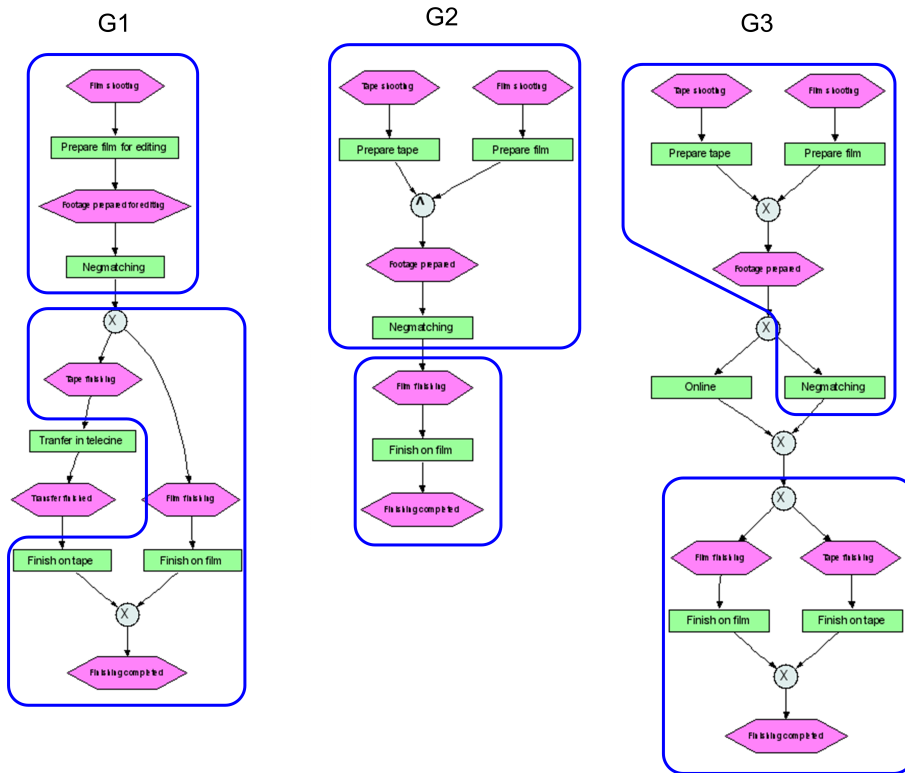 G1
Film shooting
Prepare film for editing
Footage prepared for editing
Negmatching
X
Tape finishing
Tranfer in telecine
Transfer finished
Film finishing
Finish on tape
Finish on film
X
Finishing completed
G2
Tape shooting
Film shooting
Prepare tape
Prepare film
∧
Footage prepared
Negmatching
Film finishing
Finish on film
Finishing completed
G3
Tape shooting
Film shooting
Prepare tape
Prepare film
X
Footage prepared
X
Online
Negmatching
X
X
Film finishing
Tape finishing
Finish on film
Finish on tape
X
Finishing completed